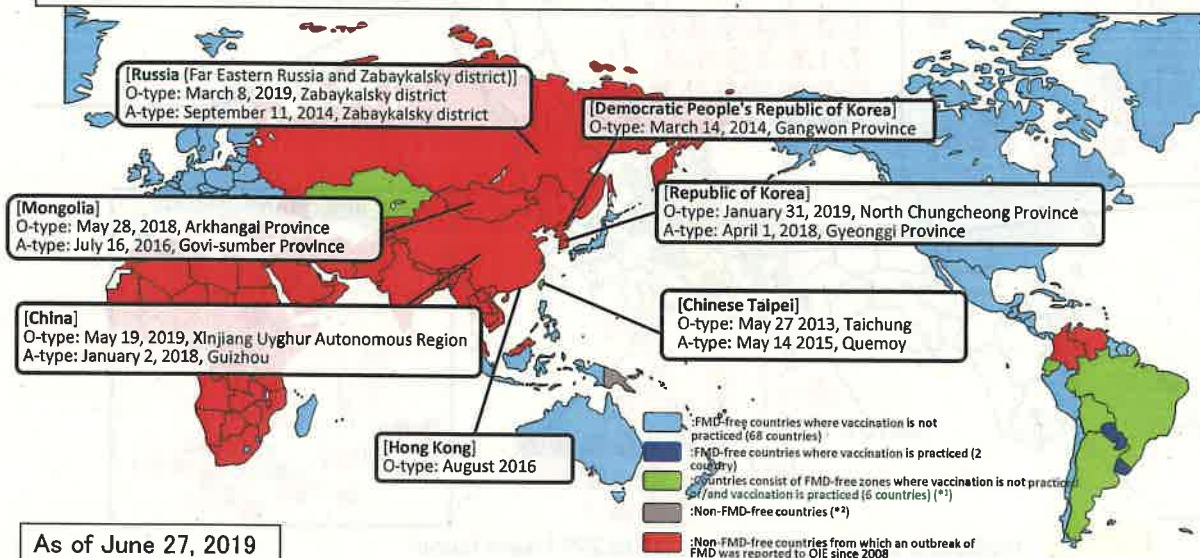 [Russia (Far Eastern Russia and Zabaykalsky district)]
O-type: March 8, 2019, Zabaykalsky district
A-type: September 11, 2014, Zabaykalsky district
[Democratic People's Republic of Korea]
O-type: March 14, 2014, Gangwon Province
[Republic of Korea]
O-type: January 31, 2019, North Chungcheong Province
A-type: April 1, 2018, Gyeonggi Province
[Mongolia]
O-type: May 28, 2018, Arkhangai Province
A-type: July 16, 2016, Govi-sumber Province
[China]
O-type: May 19, 2019, XInjiang Uyghur Autonomous Region
A-type: January 2, 2018, Guizhou
[Chinese Taipei]
O-type: May 27 2013, Taichung
A-type: May 14 2015, Quemoy
[Hong Kong]
O-type: August 2016
:FMD-free countries where vaccination is not
practiced (68 countries)
:FMD-free countries where vaccination is practiced (2
country)
:Countries consist of FMD-free zones where vaccination is not practiced
or/and vaccination is practiced (6 countries) (*1)
:Non-FMD-free countries (*2)
:Non-FMD-free countries from which an outbreak of
FMD was reported to OIE since 2008
As of June 27, 2019